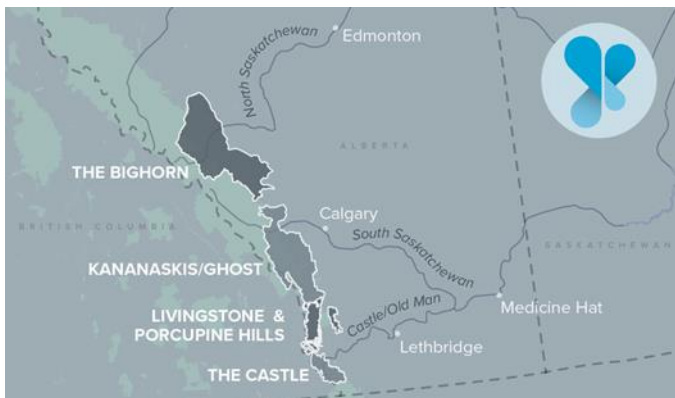 Edmonton
North Saskatchewan
ALBERTA
THE BIGHORN
Calgary
BRITISH COLUMBIA
South Saskatchewan
SASKATCHEWAN
KANANASKIS/GHOST
Castle/Old Man
Medicine Hat
LIVINGSTONE &
PORCUPINE HILLS
Lethbridge
THE CASTLE